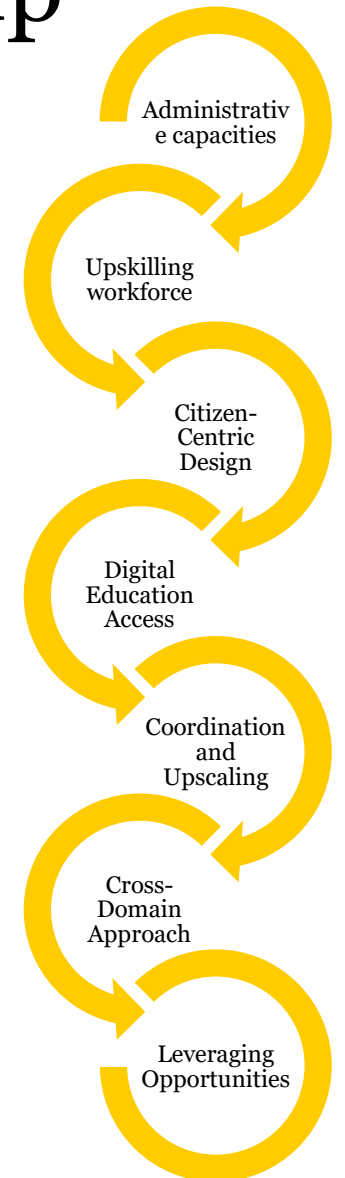 Administrativ
e capacities
Upskilling
workforce
Citizen-
Centric
Design
Digital
Education
Access
Coordination
and
Upscaling
Cross-
Domain
Approach
Leveraging
Opportunities